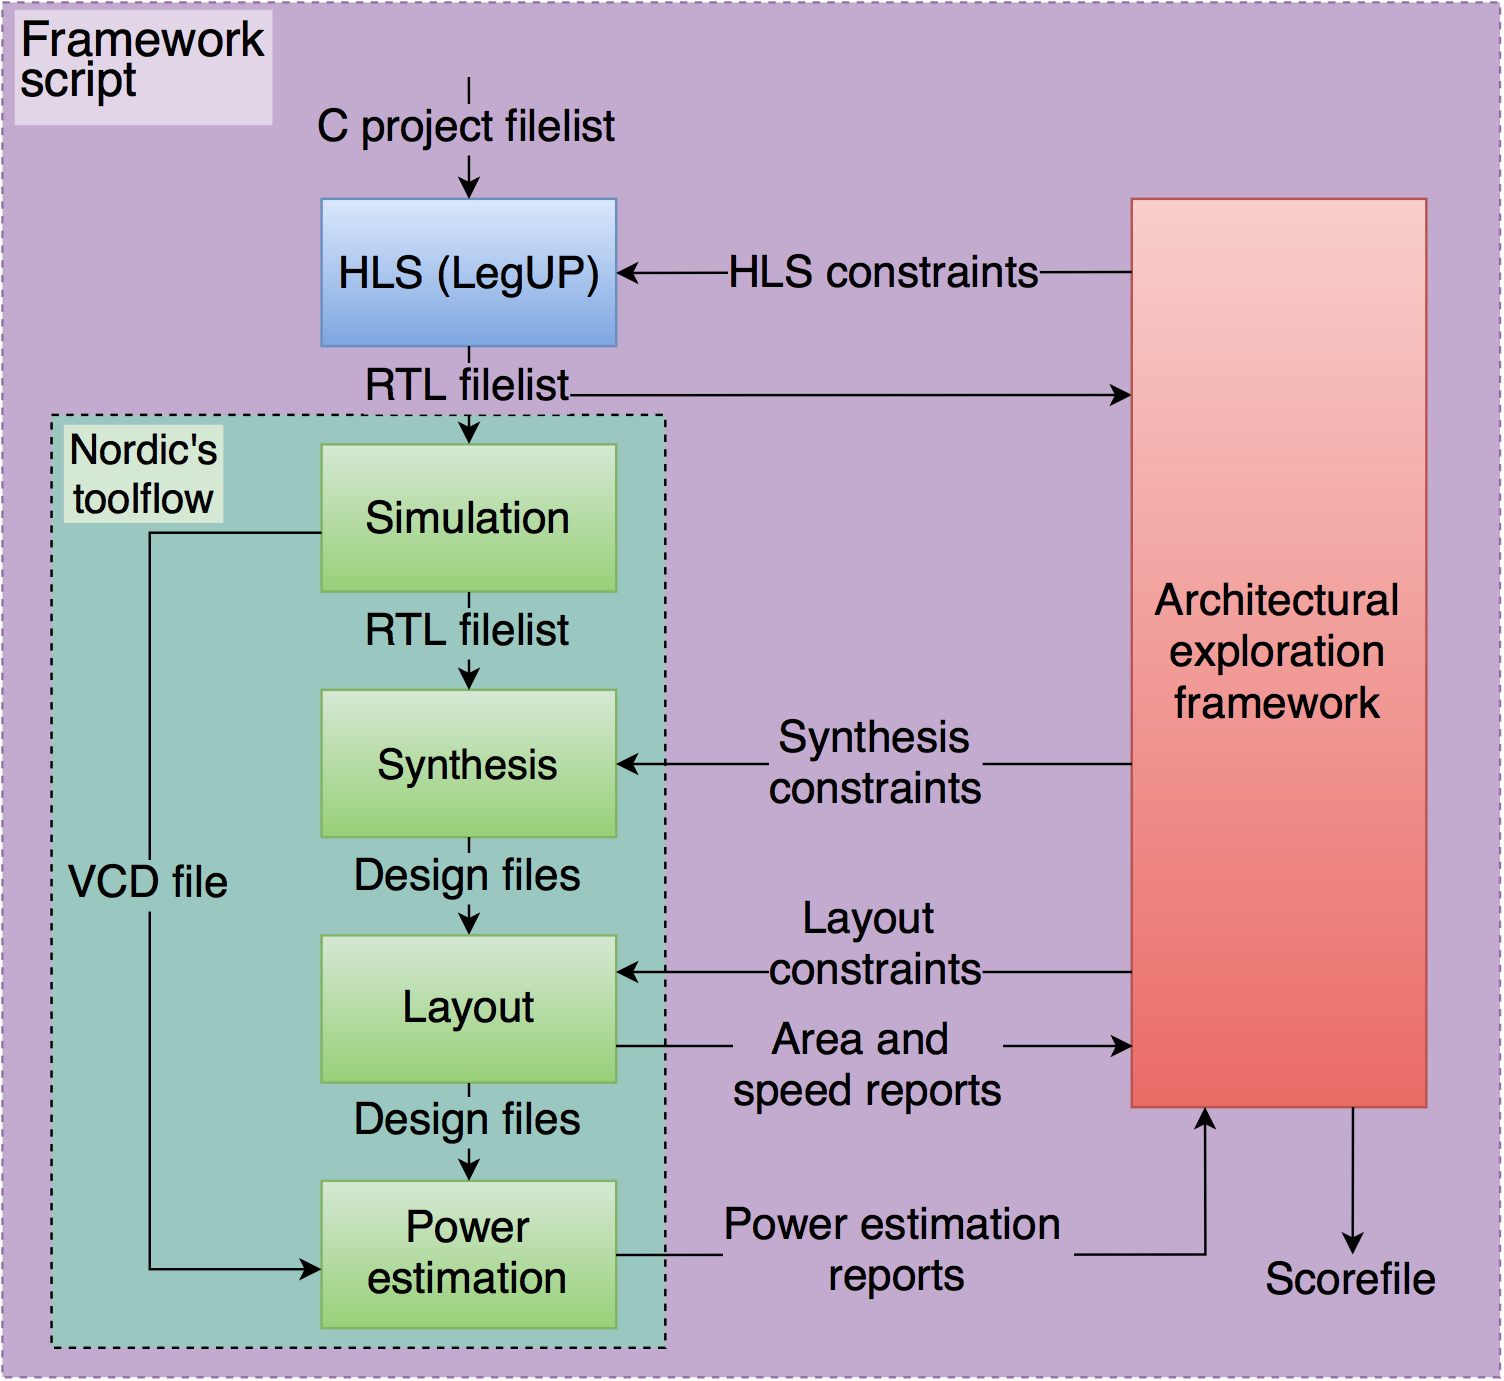 Framework
script
C project filelist
HLS (LegUP)
HLS constraints
RTL filelist
Nordic's
toolflow
Simulation
RTL filelist
Architectural
exploration
framework
Synthesis
Synthesis
constraints
Design files
VCD file
Layout
constraints
Layout
Area and
speed reports
Design files
Power
estimation
Power estimation
reports
Scorefile